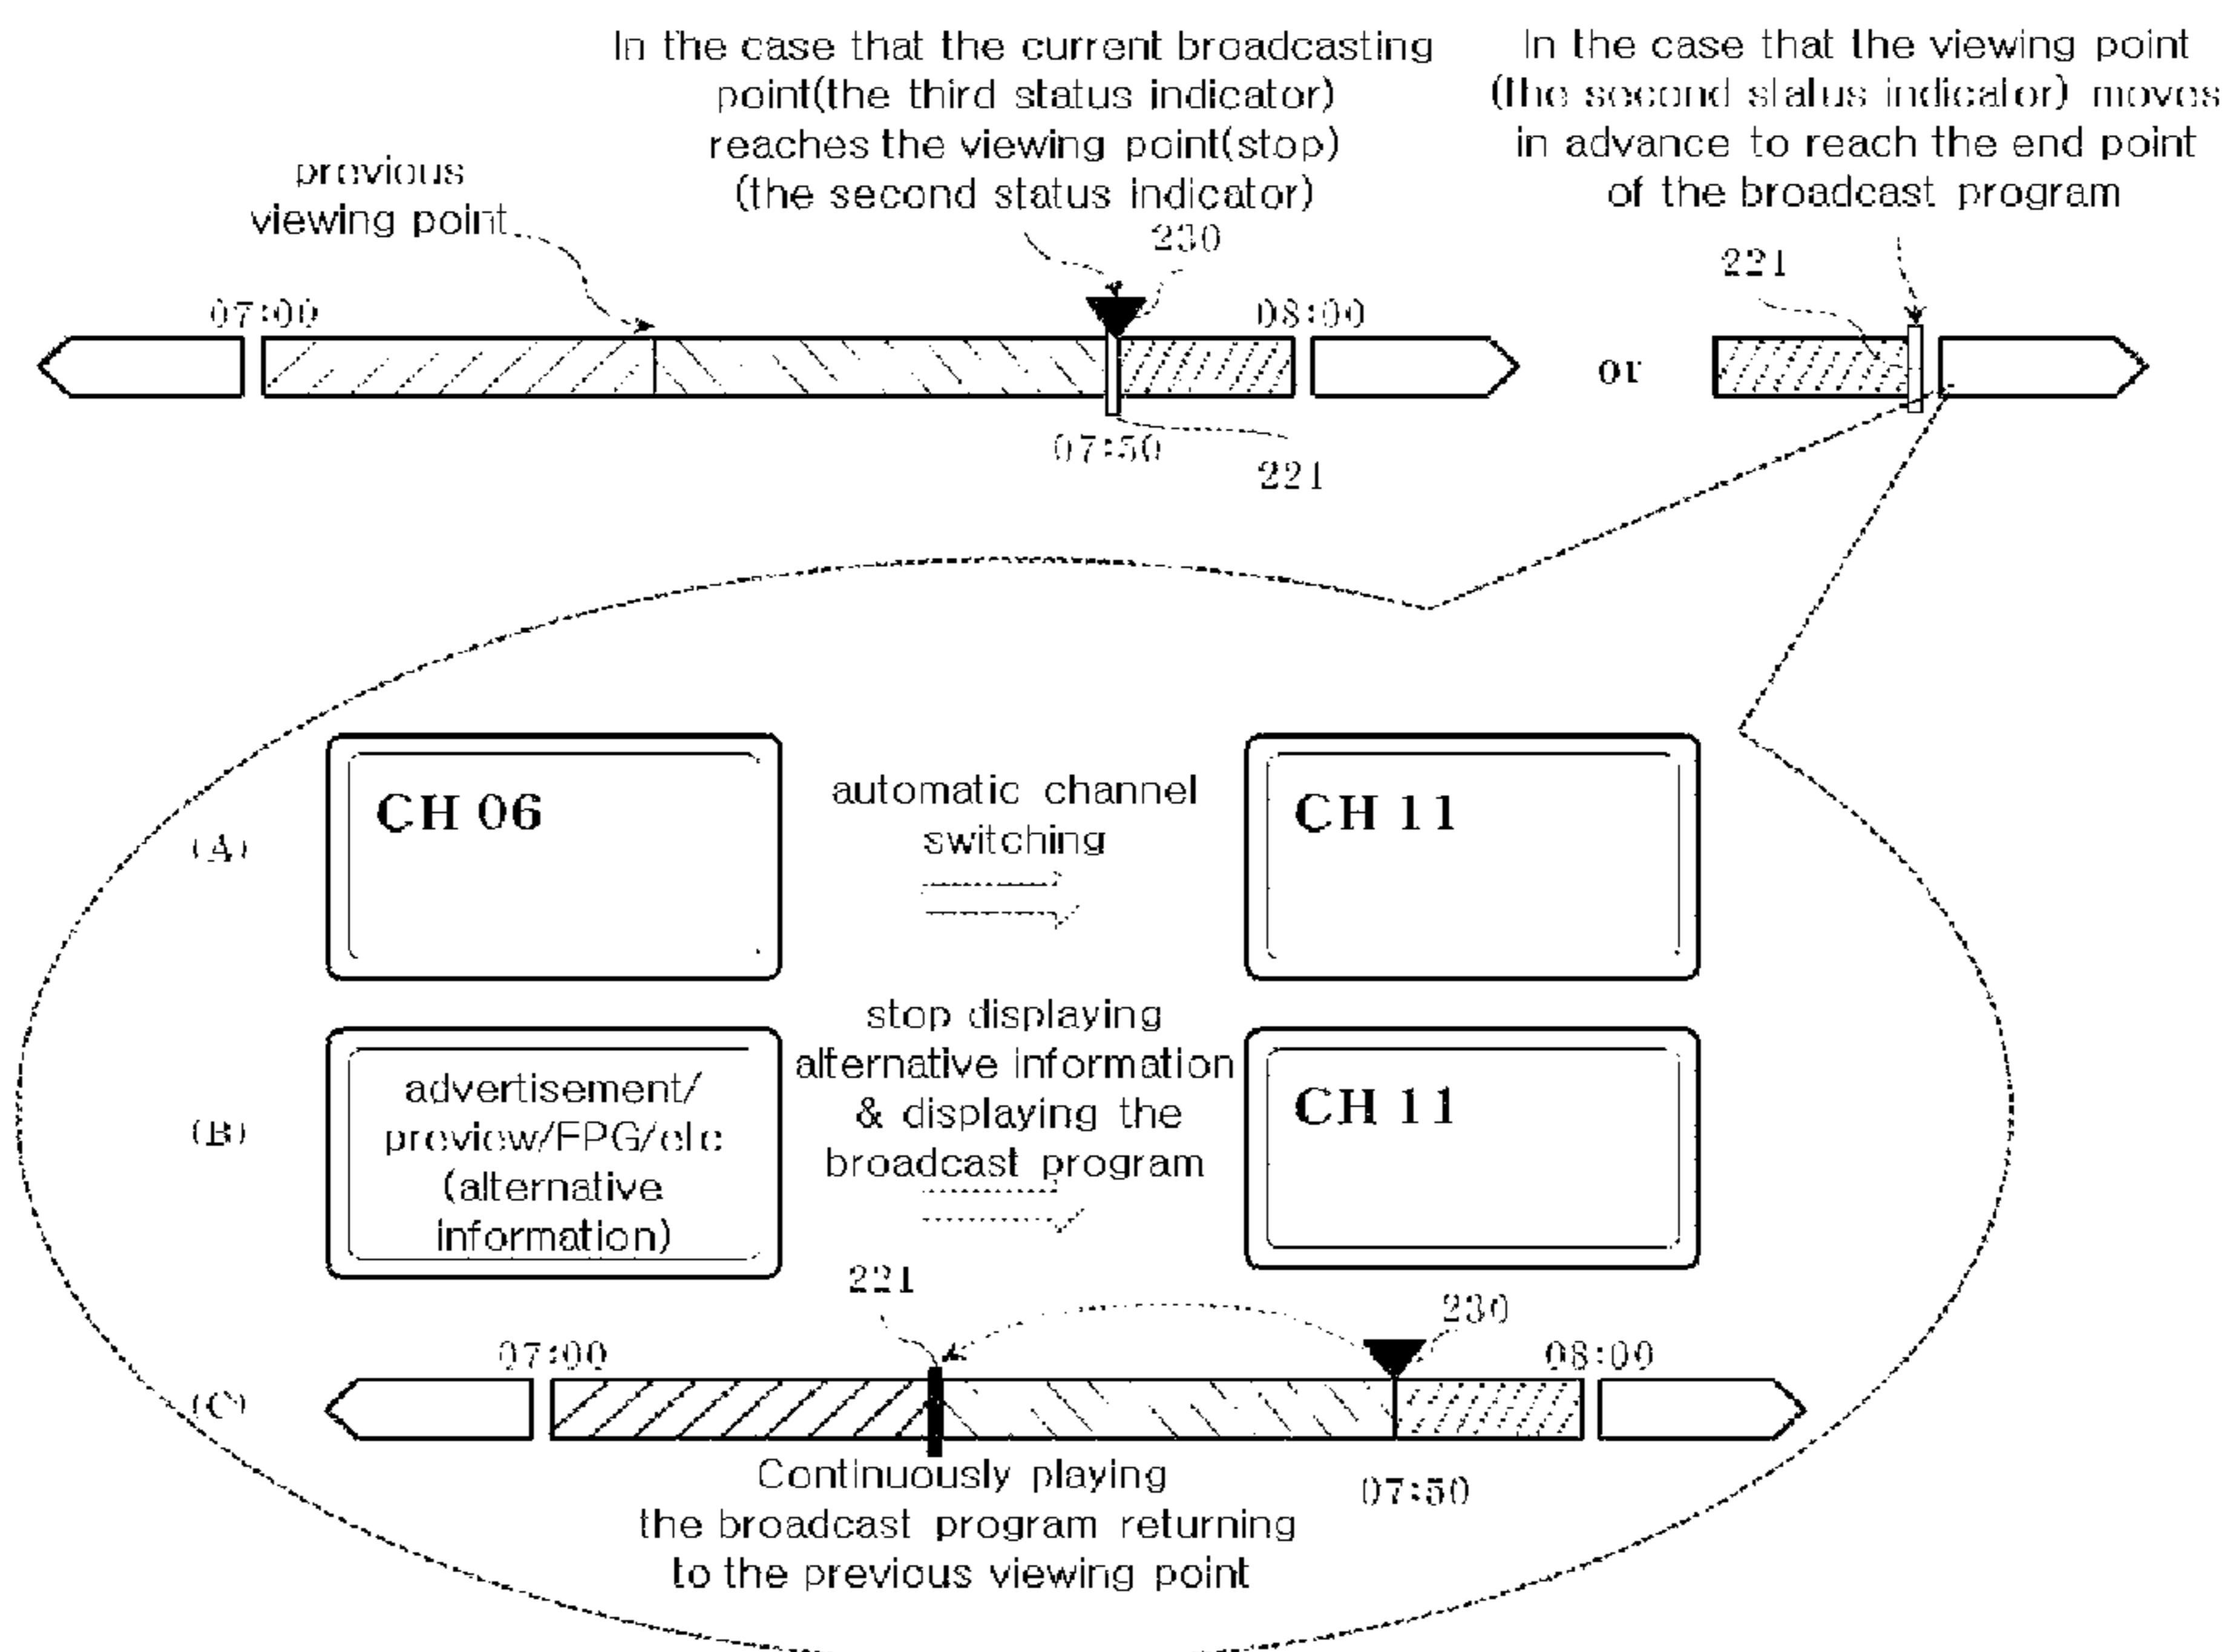 In the case that the current broadcasting
point(the third status indicator)
reaches the viewing point(stop)
(the second status indicator)
In the case that the viewing point
(the second status indicator) moves
in advance to reach the end point
of the broadcast program
previous
viewing point
230
221
07:00
08:00
or
07:50
221
(A)
CH 06
automatic channel
switching
CH 11
(B)
advertisement/
preview/EPG/etc
(alternative
information)
stop displaying
alternative information
& displaying the
broadcast program
CH 11
221
230
07:00
08:00
(C)
Continuously playing
the broadcast program returning
to the previous viewing point
07:50